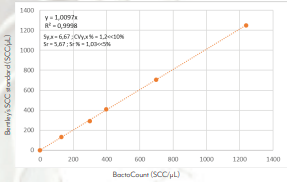 1400
y = 1,0097x
R² = 0,9998
1200
Sy,x = 6,67 ; CVy,x % = 1,2<<10%
Sr = 5,67 ; Sr % = 1,03<<5%
1000
800
600
400
200
0
0 200 400 600 800 1000 1200 1400
Bentley's SCC standard (SCC/µL)
BactoCount (SCC/µL)